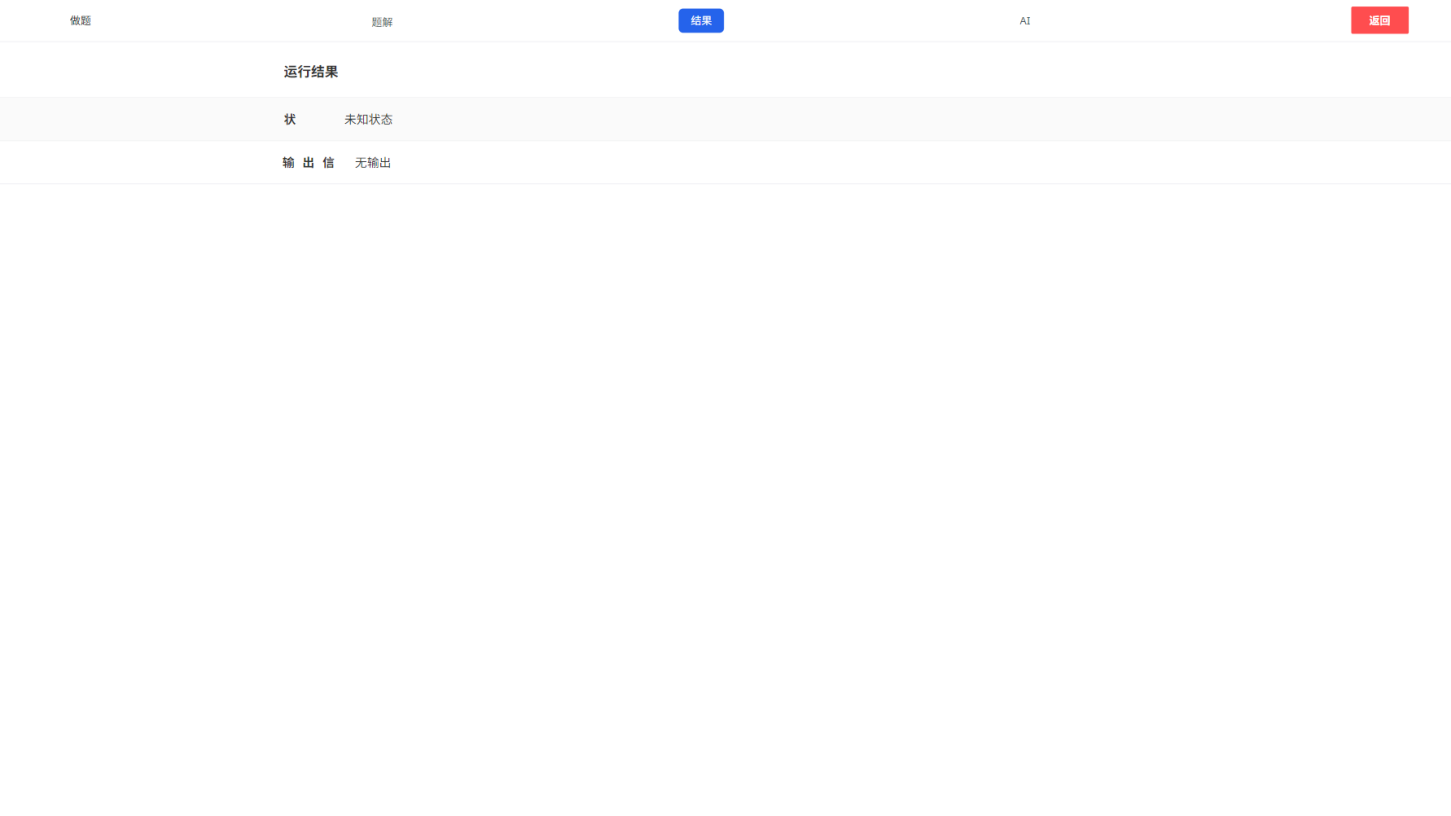 做题 题解 结果 AI 返回
运行结果
状 未知状态
输 出 信 无输出